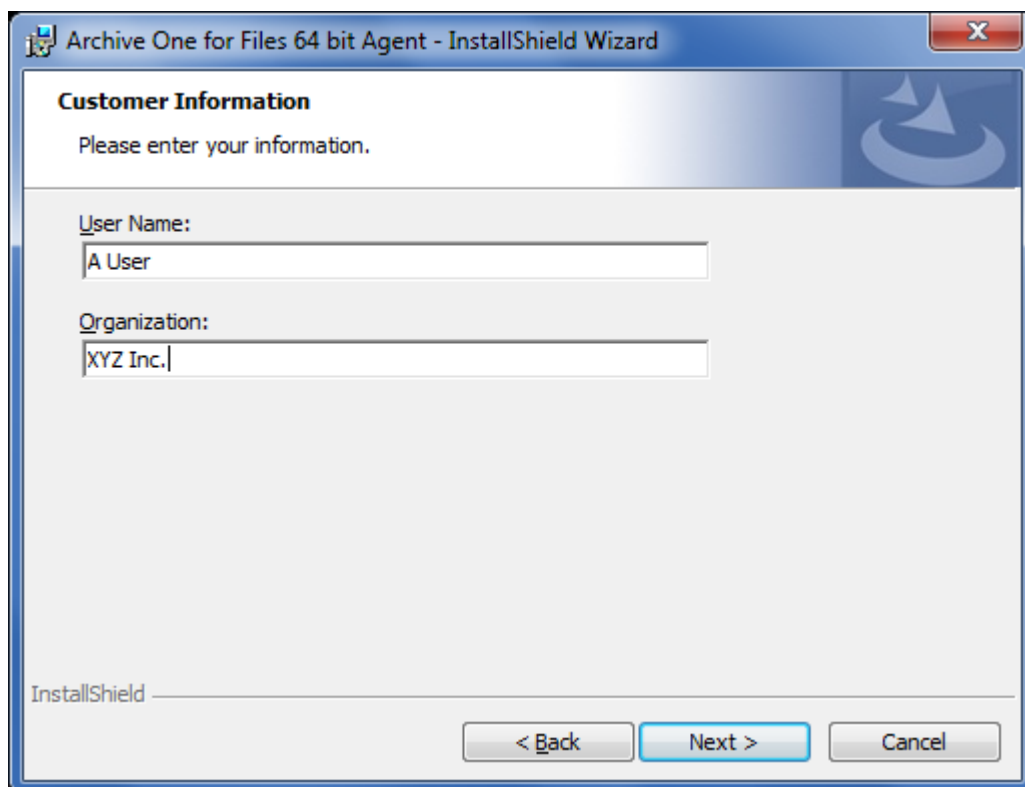 Archive One for Files 64 bit Agent - InstallShield Wizard
Customer Information
Please enter your information.
User Name:
A User
Organization:
XYZ Inc.
InstallShield
< Back
Next >
Cancel